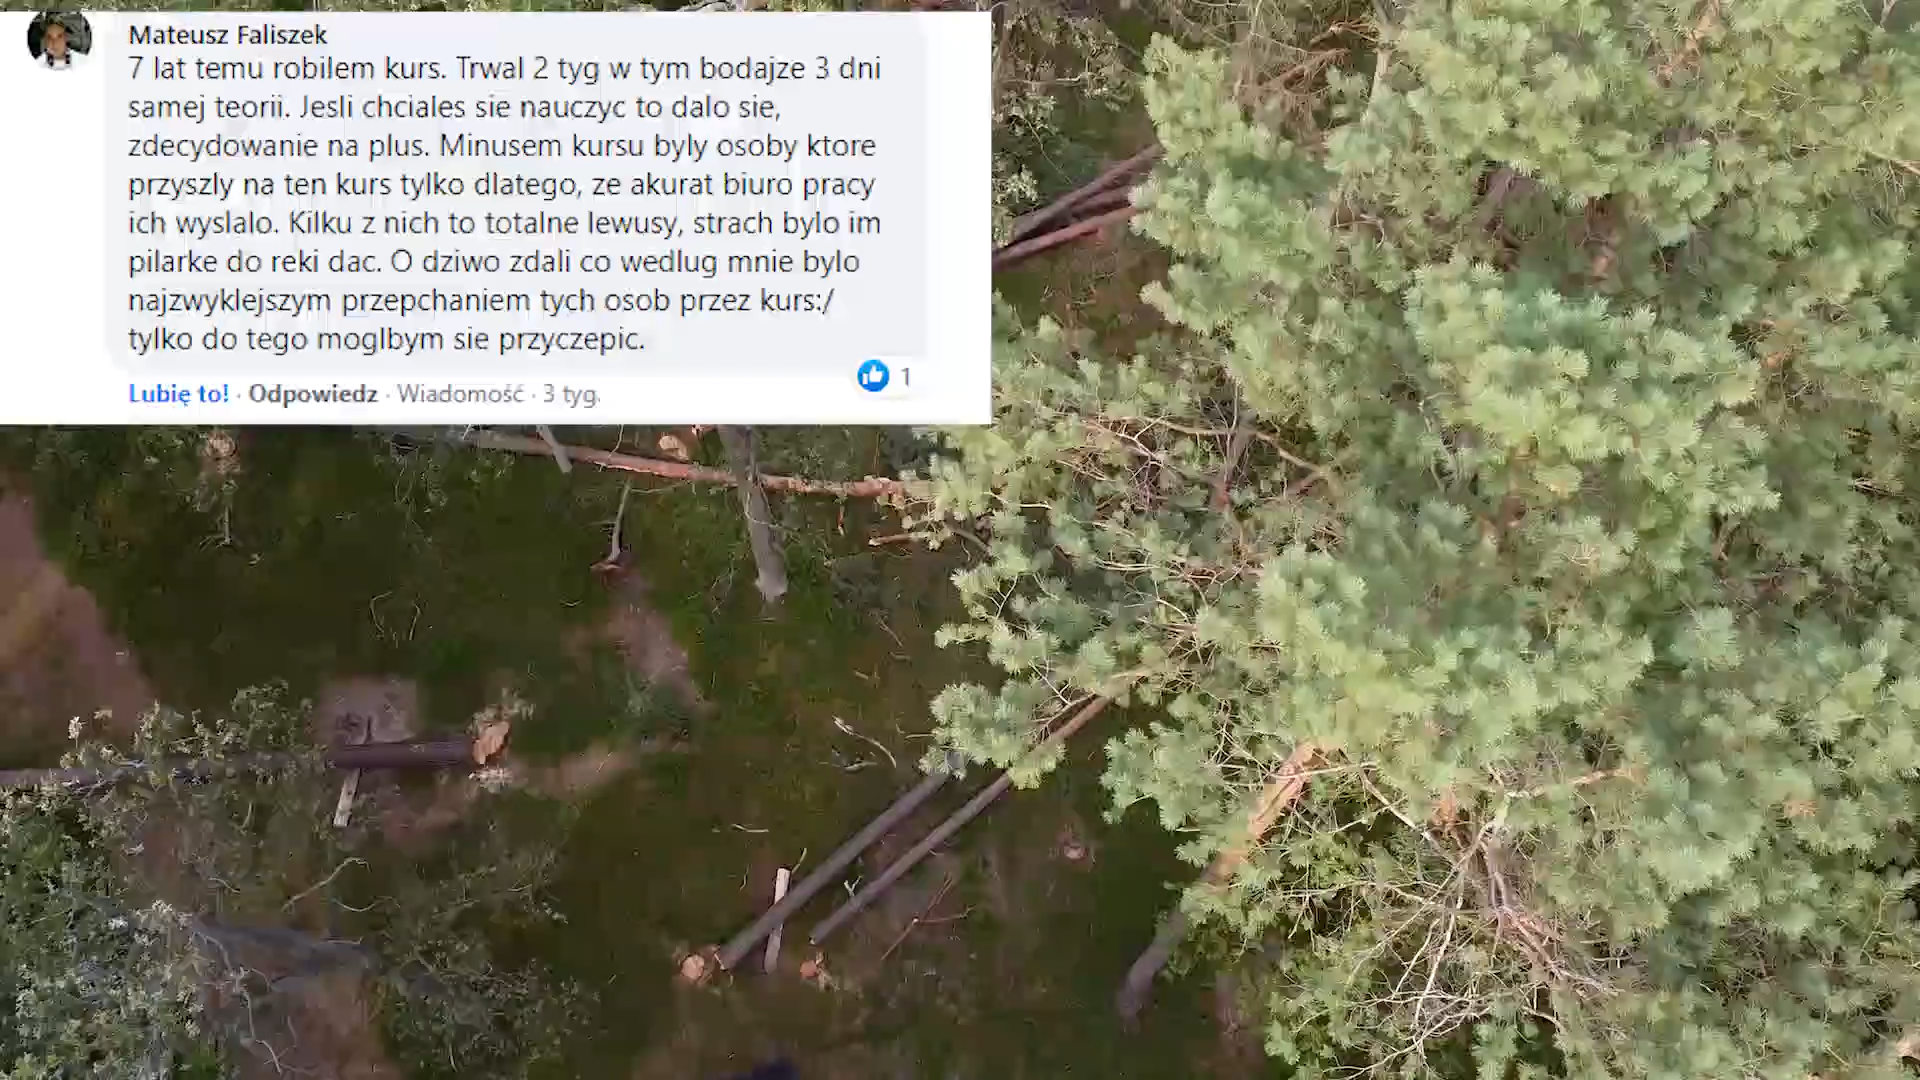 Mateusz Faliszek
7 lat temu robilem kurs. Trwal 2 tyg w tym bodajze 3 dni
samej teorii. Jesli chciales sie nauczyc to dalo sie,
zdecydowanie na plus. Minusem kursu byly osoby ktore
przyszly na ten kurs tylko dlatego, ze akurat biuro pracy
ich wyslalo. Kilku z nich to totalne lewusy, strach bylo im
pilarke do reki dac. O dziwo zdali co wedlug mnie bylo
najzwyklejszym przepchaniem tych osob przez kurs:/
tylko do tego moglbym sie przyczepic.
1
Lubię to! · Odpowiedz · Wiadomość · 3 tyg.